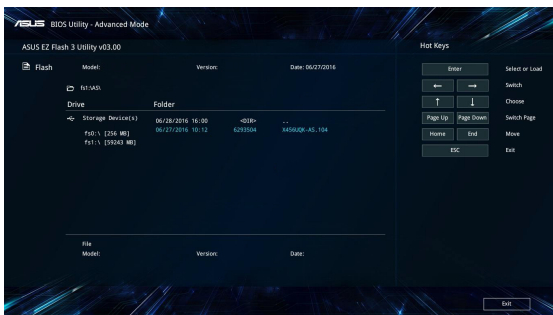 ASUS BIOS Utility - Advanced Mode
ASUS EZ Flash 3 Utility v03.00
Flash
Model: Version: Date: 06/27/2016
fs1:\AS\
Drive Folder
Storage Device(s)
fs0:\ [256 MB]
fs1:\ [59243 MB]
06/28/2016 16:00 <DIR> ..
06/27/2016 10:12 6293504 X456UQK-AS.104
File
Model: Version: Date:
Hot Keys
Enter Select or Load
← → Switch
↑ ↓ Choose
Page Up Page Down Switch Page
Home End Move
ESC Exit
Exit